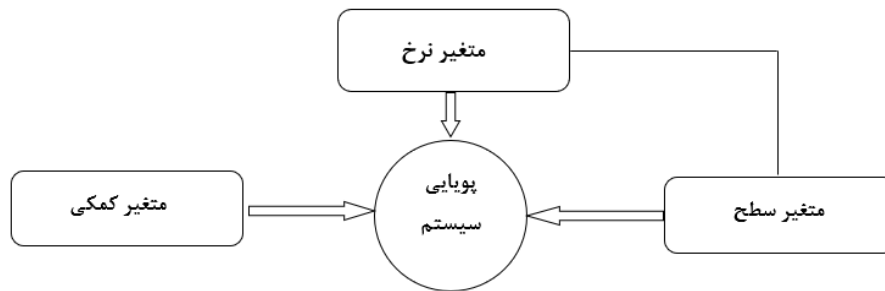 متغیر نرخ
متغیر کمکی
پویایی
سیستم
متغیر سطح